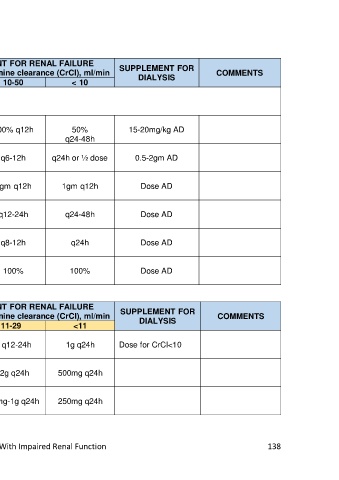 NT FOR RENAL FAILURE
nine clearance (CrCl), ml/min
SUPPLEMENT FOR DIALYSIS
COMMENTS
10-50 < 10
00% q12h 50% q24-48h 15-20mg/kg AD
q6-12h q24h or ½ dose 0.5-2gm AD
gm q12h 1gm q12h Dose AD
q12-24h q24-48h Dose AD
q8-12h q24h Dose AD
100% 100% Dose AD
NT FOR RENAL FAILURE
nine clearance (CrCl), ml/min
SUPPLEMENT FOR DIALYSIS
COMMENTS
11-29 <11
q12-24h 1g q24h Dose for CrCl<10
2g q24h 500mg q24h
mg-1g q24h 250mg q24h
With Impaired Renal Function 138